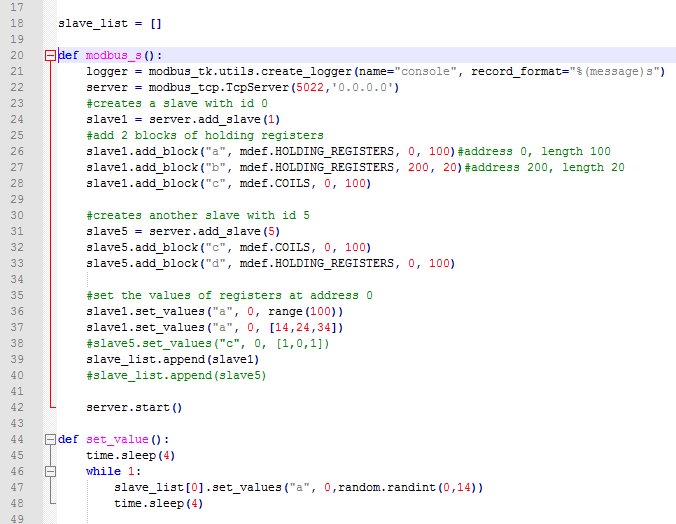 17
18 slave_list = []
19
20 def modbus_s():
21 logger = modbus_tk.utils.create_logger(name="console", record_format="%(message)s")
22 server = modbus_tcp.TcpServer(5022,'0.0.0.0')
23 #creates a slave with id 0
24 slave1 = server.add_slave(1)
25 #add 2 blocks of holding registers
26 slave1.add_block("a", mdef.HOLDING_REGISTERS, 0, 100)#address 0, length 100
27 slave1.add_block("b", mdef.HOLDING_REGISTERS, 200, 20)#address 200, length 20
28 slave1.add_block("c", mdef.COILS, 0, 100)
29
30 #creates another slave with id 5
31 slave5 = server.add_slave(5)
32 slave5.add_block("c", mdef.COILS, 0, 100)
33 slave5.add_block("d", mdef.HOLDING_REGISTERS, 0, 100)
34
35 #set the values of registers at address 0
36 slave1.set_values("a", 0, range(100))
37 slave1.set_values("a", 0, [14,24,34])
38 #slave5.set_values("c", 0, [1,0,1])
39 slave_list.append(slave1)
40 #slave_list.append(slave5)
41
42 server.start()
43
44 def set_value():
45 time.sleep(4)
46 while 1:
47 slave_list[0].set_values("a", 0,random.randint(0,14))
48 time.sleep(4)
49